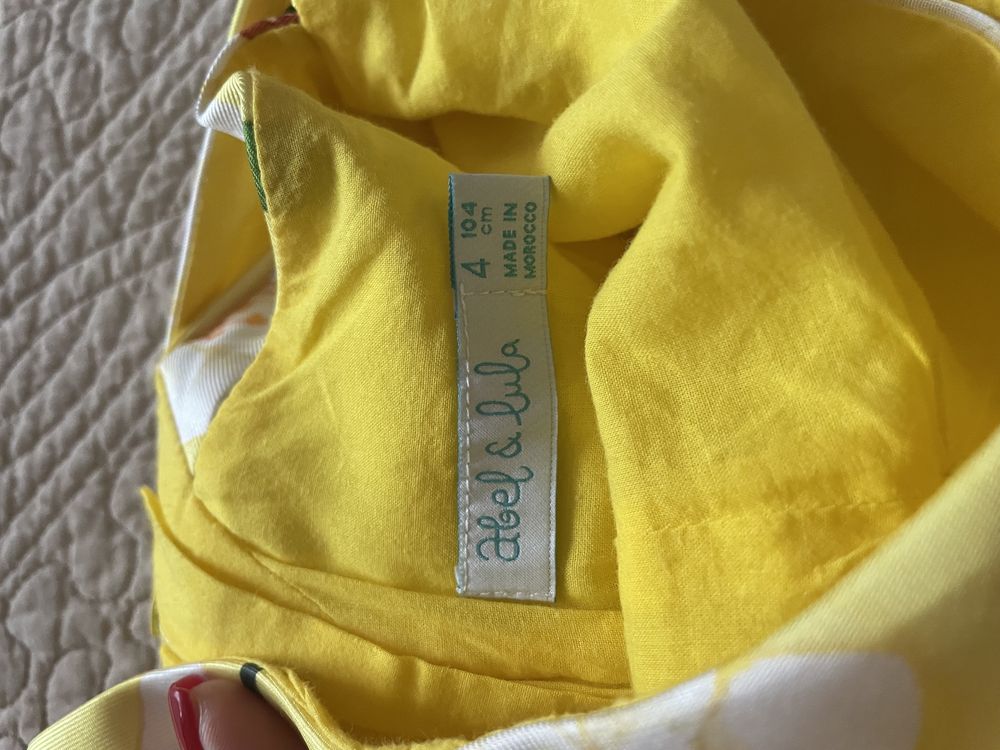 abel & lula
4
104
cm
MADE IN
MOROCCO